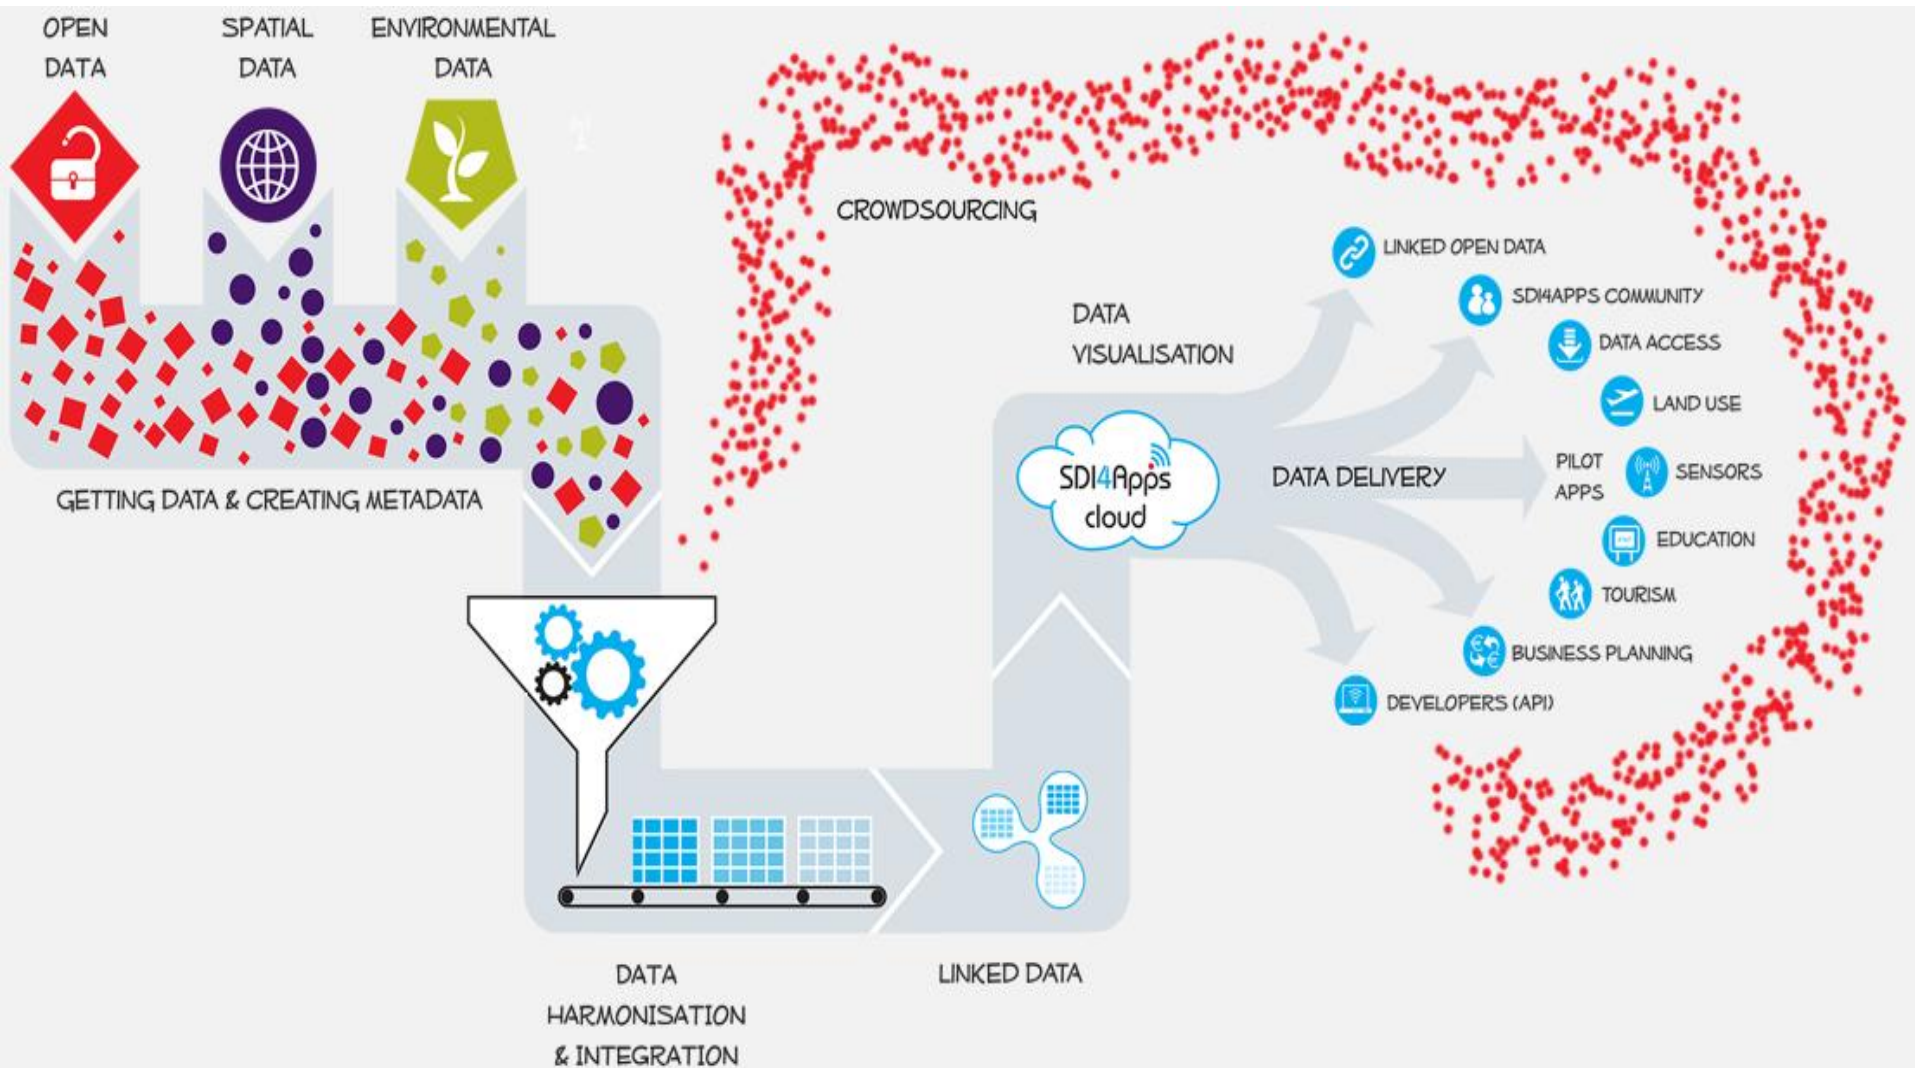 OPEN
DATA
SPATIAL
DATA
ENVIRONMENTAL
DATA
CROWDSOURCING
LINKED OPEN DATA
SDI4APPS COMMUNITY
DATA
VISUALISATION
DATA ACCESS
LAND USE
SDI4Apps
cloud
DATA DELIVERY
PILOT
APPS
SENSORS
GETTING DATA & CREATING METADATA
EDUCATION
TOURISM
BUSINESS PLANNING
DEVELOPERS (API)
DATA
HARMONISATION
& INTEGRATION
LINKED DATA